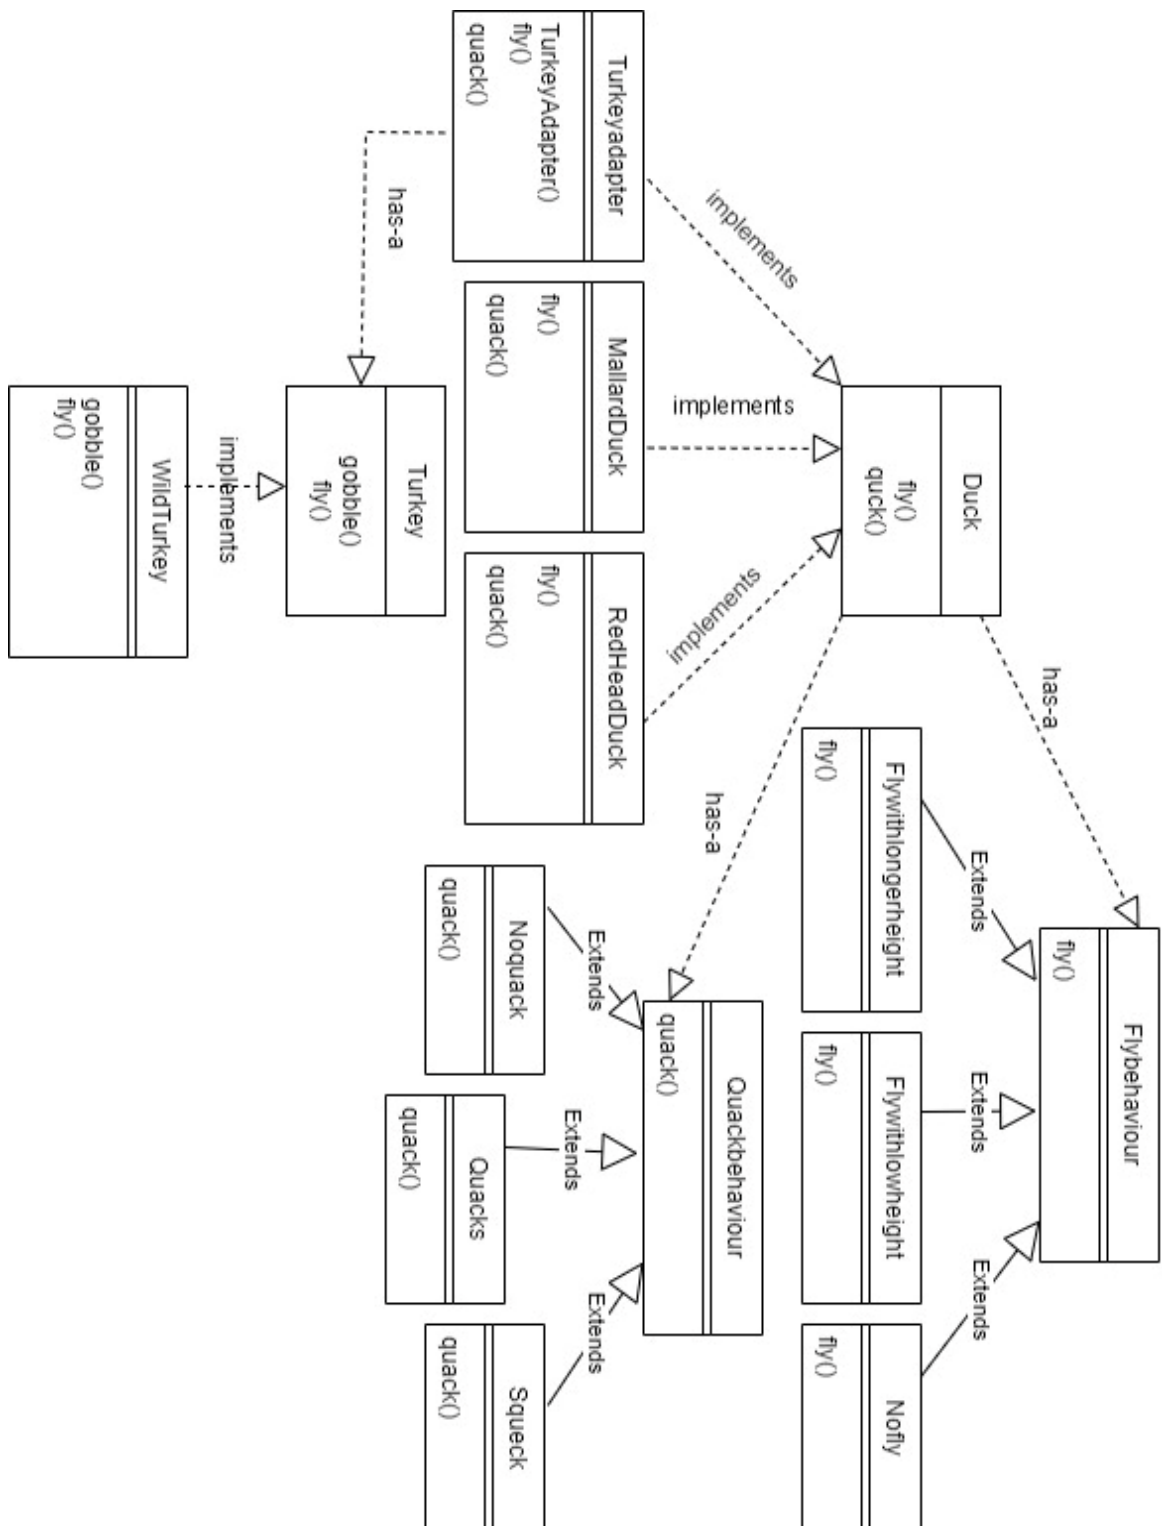 Duck
fly()
quck()
has-a
has-a
Flybehaviour
fly()
Extends
Extends
Extends
Flywithlongerheight
fly()
Flywithlowheight
fly()
Nofly
fly()
Quackbehaviour
quack()
Extends
Extends
Extends
Noquack
quack()
Quacks
quack()
Squeck
quack()
implements
implements
implements
Turkeyadapter
TurkeyAdapter()
fly()
quack()
MallardDuck
fly()
quack()
RedHeadDuck
fly()
quack()
has-a
Turkey
gobble()
fly()
implements
WildTurkey
gobble()
fly()